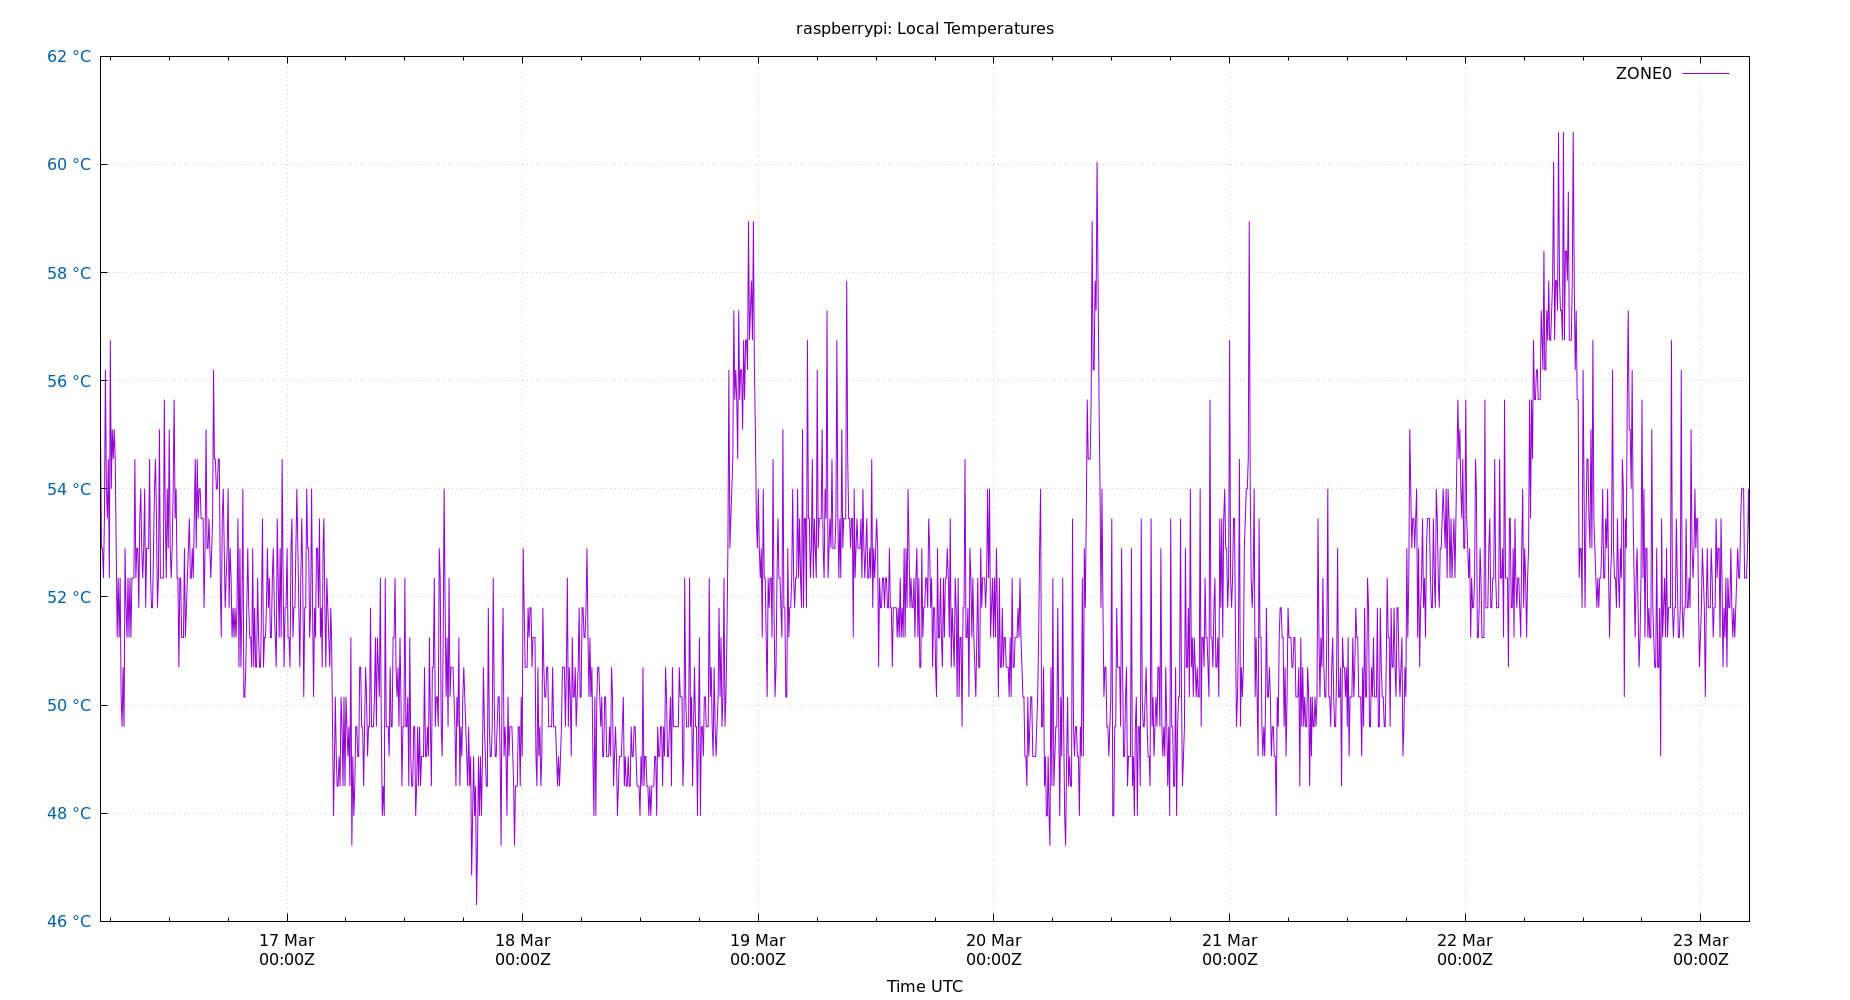 raspberrypi: Local Temperatures
ZONE0
62 °C
60 °C
58 °C
56 °C
54 °C
52 °C
50 °C
48 °C
46 °C
17 Mar 18 Mar 19 Mar 20 Mar 21 Mar 22 Mar 23 Mar
00:00Z 00:00Z 00:00Z 00:00Z 00:00Z 00:00Z 00:00Z
Time UTC